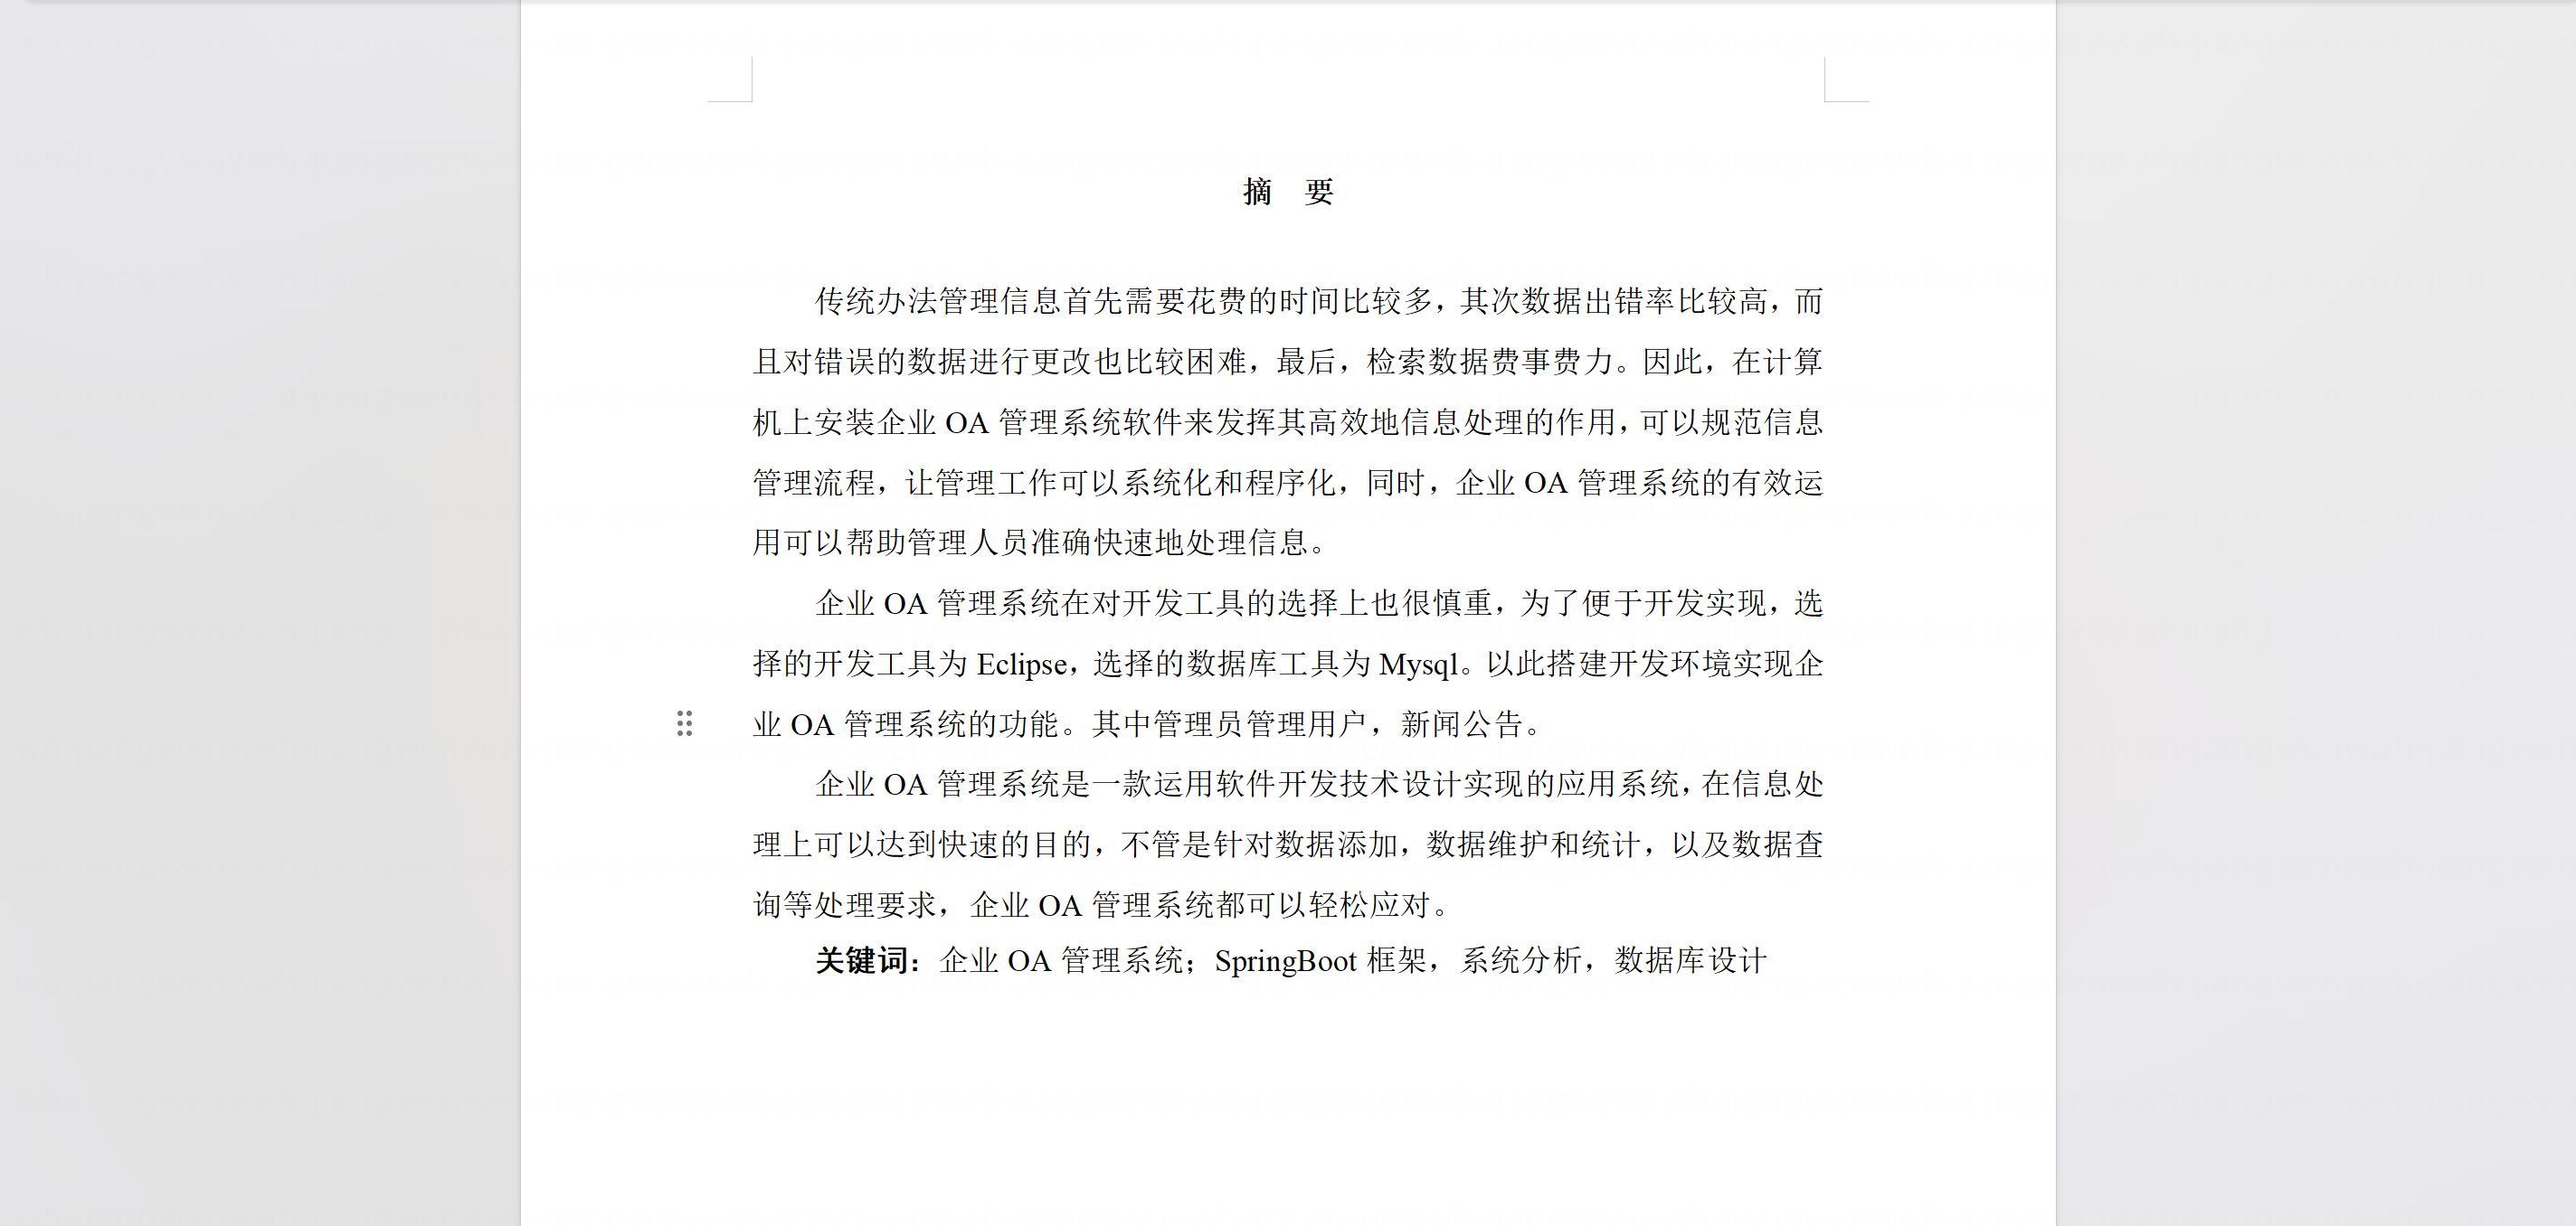 摘 要
传统办法管理信息首先需要花费的时间比较多，其次数据出错率比较高，而
且对错误的数据进行更改也比较困难，最后，检索数据费事费力。因此，在计算
机上安装企业 OA 管理系统软件来发挥其高效地信息处理的作用，可以规范信息
管理流程，让管理工作可以系统化和程序化，同时，企业 OA 管理系统的有效运
用可以帮助管理人员准确快速地处理信息。
企业 OA 管理系统在对开发工具的选择上也很慎重，为了便于开发实现，选
择的开发工具为 Eclipse，选择的数据库工具为 Mysql。以此搭建开发环境实现企
业 OA 管理系统的功能。其中管理员管理用户，新闻公告。
企业 OA 管理系统是一款运用软件开发技术设计实现的应用系统，在信息处
理上可以达到快速的目的，不管是针对数据添加，数据维护和统计，以及数据查
询等处理要求，企业 OA 管理系统都可以轻松应对。
关键词：企业 OA 管理系统；SpringBoot 框架，系统分析，数据库设计